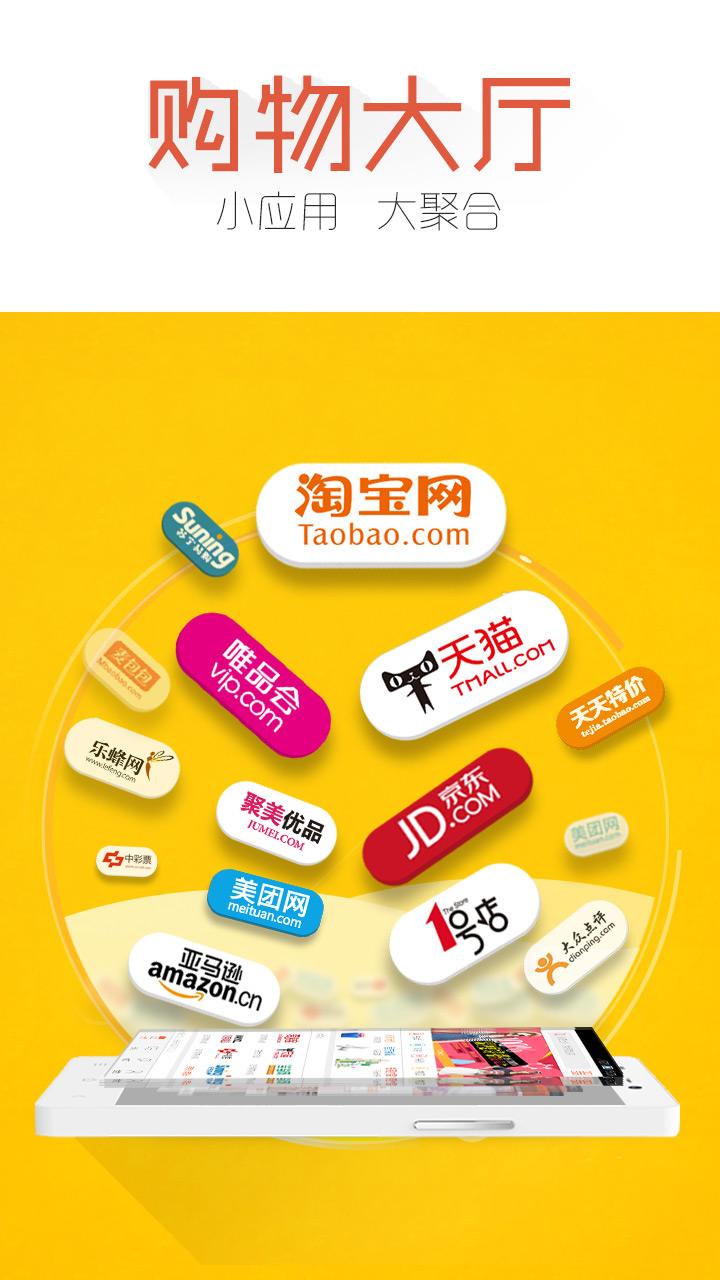 购物大厅
小应用 大聚合
淘宝网
Taobao.com
Suning
苏宁易购
唯品会
vip.com
天猫
TMALL.COM
麦包包
Mbaobao.com
天天特价
tejia.taobao.com
乐蜂网
www.lefeng.com
聚美优品
JUMEI.COM
JD京东
.COM
美团网
meituan.com
中彩票
美团网
meituan.com
The Store
1号店
大众点评
dianping.com
亚马逊
amazon.cn